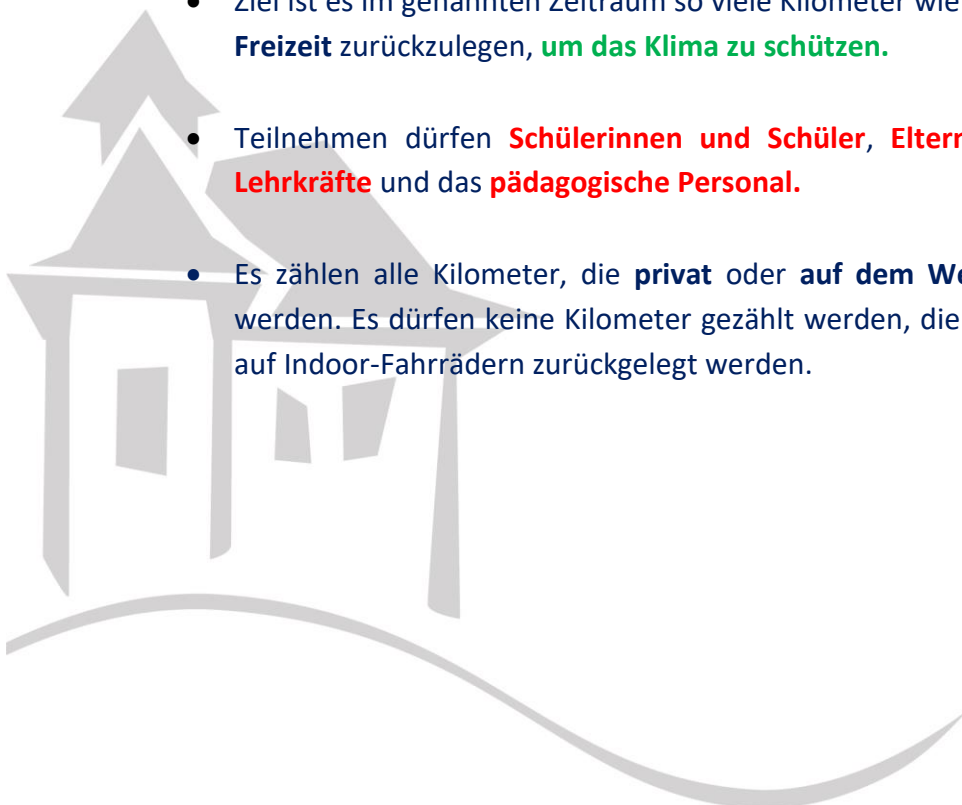 • Ziel ist es im genannten Zeitraum so viele Kilometer wie
Freizeit zurückzulegen, um das Klima zu schützen.
• Teilnehmen dürfen Schülerinnen und Schüler, Eltern
Lehrkräfte und das pädagogische Personal.
• Es zählen alle Kilometer, die privat oder auf dem We
werden. Es dürfen keine Kilometer gezählt werden, die
auf Indoor-Fahrrädern zurückgelegt werden.